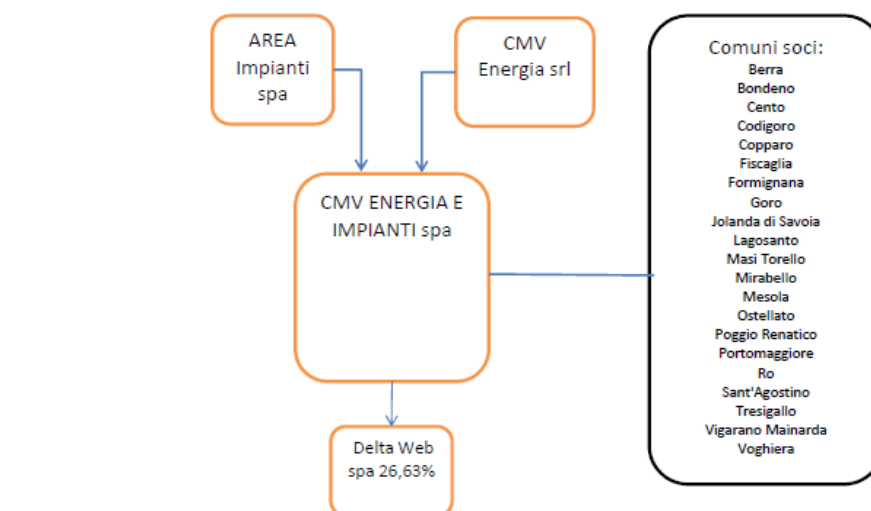 AREA
Impianti
spa
CMV
Energia srl
CMV ENERGIA E
IMPIANTI spa
Delta Web
spa 26,63%
Comuni soci:
Berra
Bondeno
Cento
Codigoro
Copparo
Fiscaglia
Formignana
Goro
Jolanda di Savoia
Lagosanto
Masi Torello
Mirabello
Mesola
Ostellato
Poggio Renatico
Portomaggiore
Ro
Sant'Agostino
Tresigallo
Vigarano Mainarda
Voghiera